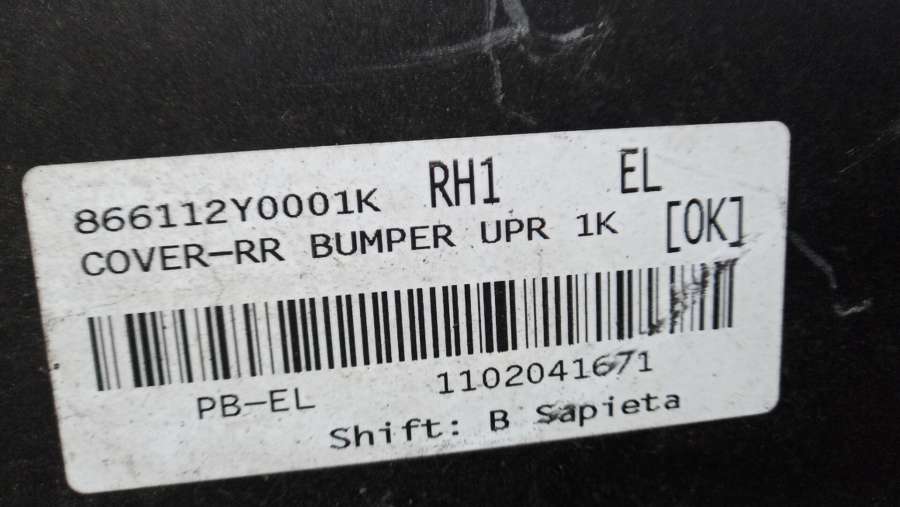 866112Y0001K RH1 EL
COVER-RR BUMPER UPR 1K [OK]
1102041671
PB-EL
Shift: B Sapieta